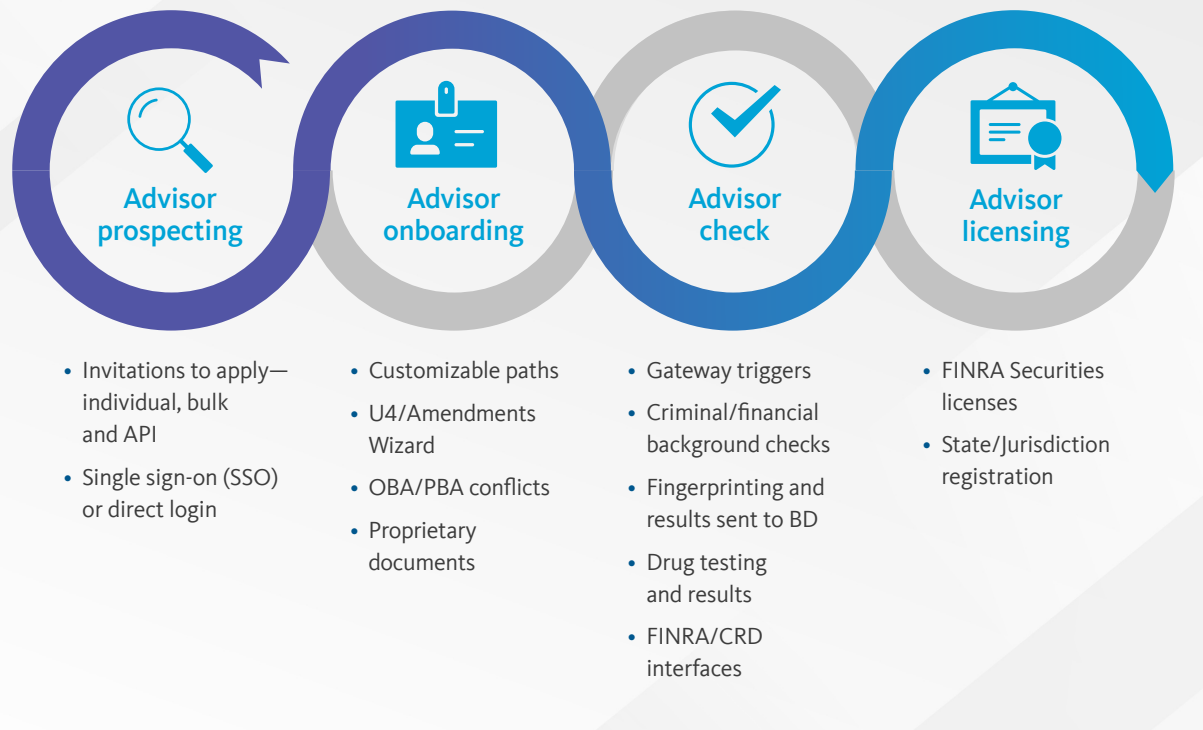 Advisor
prospecting
Advisor
onboarding
Advisor
check
Advisor
licensing
• Invitations to apply—
individual, bulk
and API
• Single sign-on (SSO)
or direct login
• Customizable paths
• U4/Amendments
Wizard
• OBA/PBA conflicts
• Proprietary
documents
• Gateway triggers
• Criminal/financial
background checks
• Fingerprinting and
results sent to BD
• Drug testing
and results
• FINRA/CRD
interfaces
• FINRA Securities
licenses
• State/Jurisdiction
registration